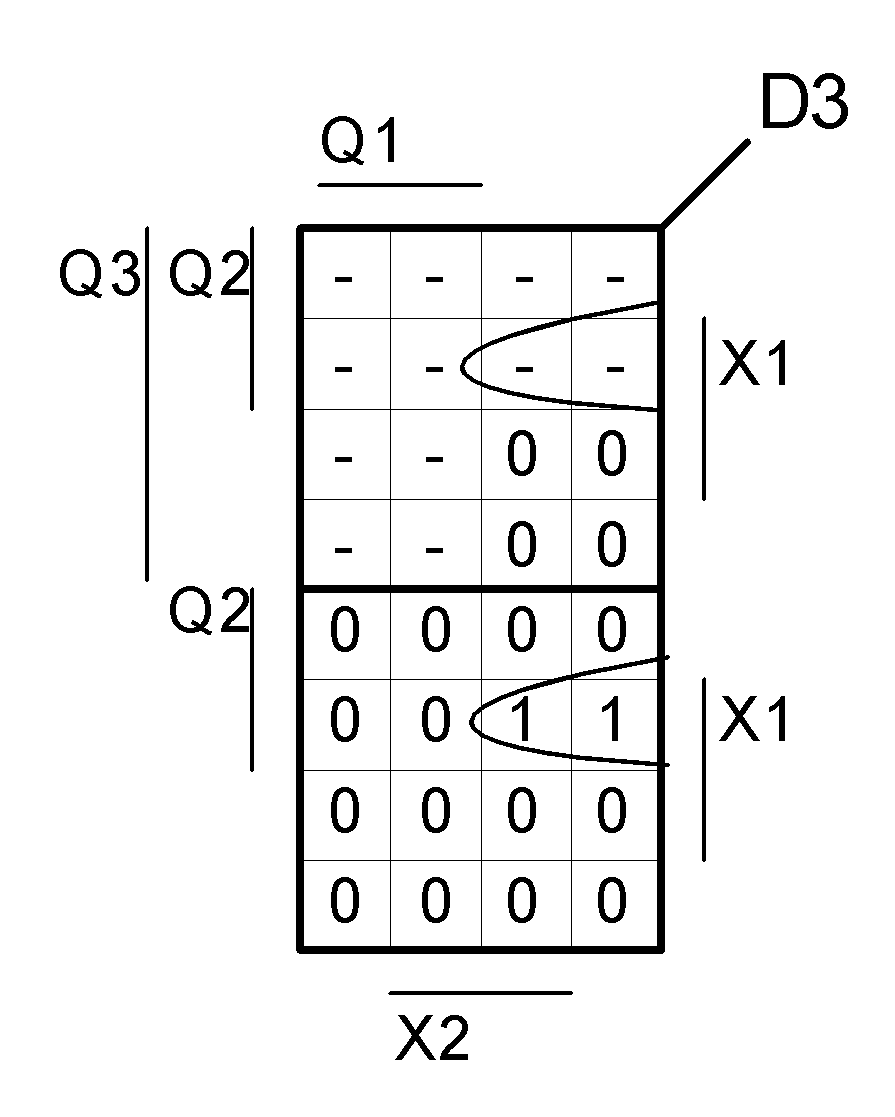 D3
Q1
Q3 Q2
- - - -
- - - - X1
- - 0 0
- - 0 0
Q2
0 0 0 0
0 0 1 1 X1
0 0 0 0
0 0 0 0
X2